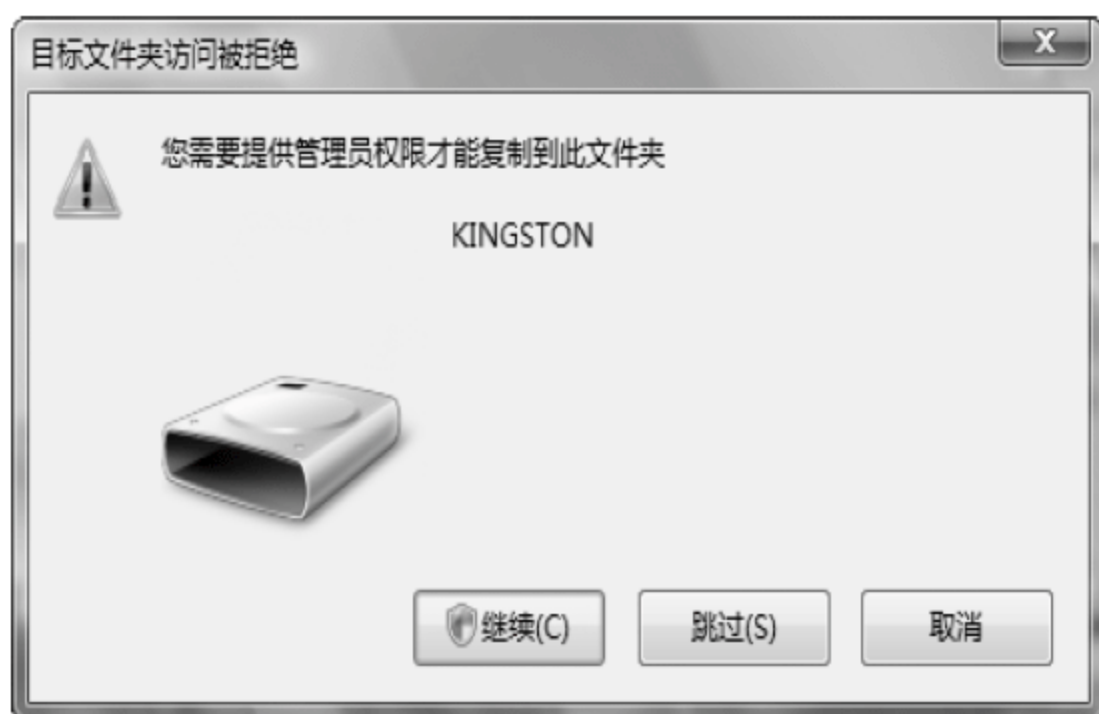 目标文件夹访问被拒绝
X
您需要提供管理员权限才能复制到此文件夹
KINGSTON
继续(C)
跳过(S)
取消